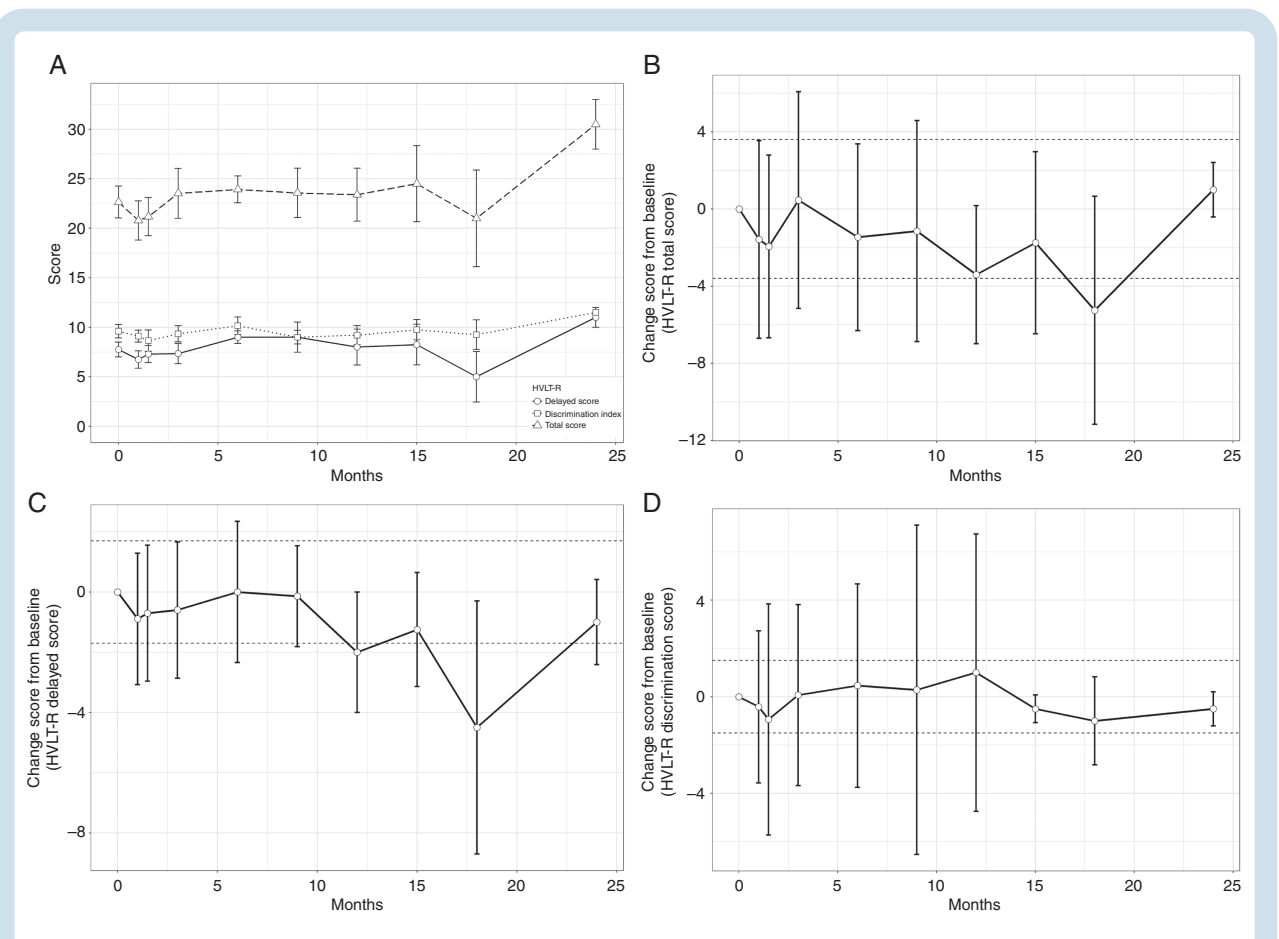 A
30
25
20
15
10
5
0
Score
HVLT-R
Delayed score
Discrimination index
Total score
0 5 10 15 20 25
Months
B
4
0
−4
−8
−12
Change score from baseline
(HVLT-R total score)
0 5 10 15 20 25
Months
C
0
−4
−8
Change score from baseline
(HVLT-R delayed score)
0 5 10 15 20 25
Months
D
4
0
−4
Change score from baseline
(HVLT-R discrimination score)
0 5 10 15 20 25
Months